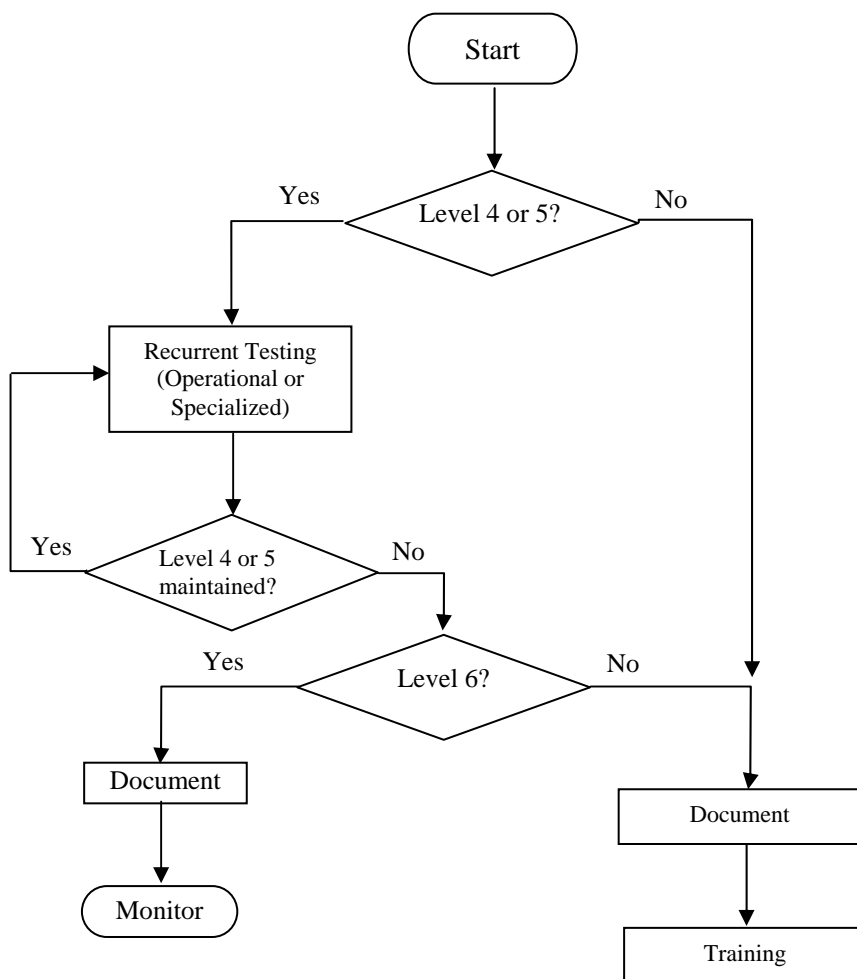 Start
Yes
Level 4 or 5?
No
Recurrent Testing
(Operational or
Specialized)
Yes
Level 4 or 5
maintained?
No
Yes
Level 6?
No
Document
Document
Monitor
Training